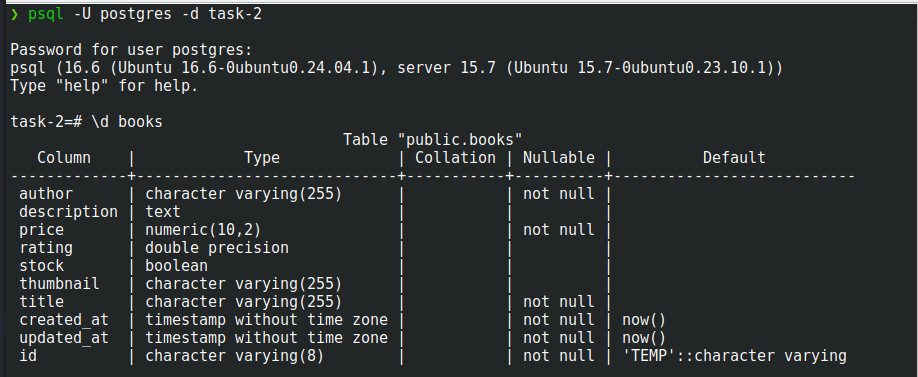 ❯ psql -U postgres -d task-2
Password for user postgres:
psql (16.6 (Ubuntu 16.6-0ubuntu0.24.04.1), server 15.7 (Ubuntu 15.7-0ubuntu0.23.10.1))
Type "help" for help.
task-2=# \d books
                                     Table "public.books"
   Column    |            Type             | Collation | Nullable |          Default
-------------+-----------------------------+-----------+----------+---------------------------
 author      | character varying(255)      |           | not null |
 description | text                        |           |          |
 price       | numeric(10,2)               |           | not null |
 rating      | double precision            |           |          |
 stock       | boolean                     |           |          |
 thumbnail   | character varying(255)      |           |          |
 title       | character varying(255)      |           | not null |
 created_at  | timestamp without time zone |           | not null | now()
 updated_at  | timestamp without time zone |           | not null | now()
 id          | character varying(8)        |           | not null | 'TEMP'::character varying